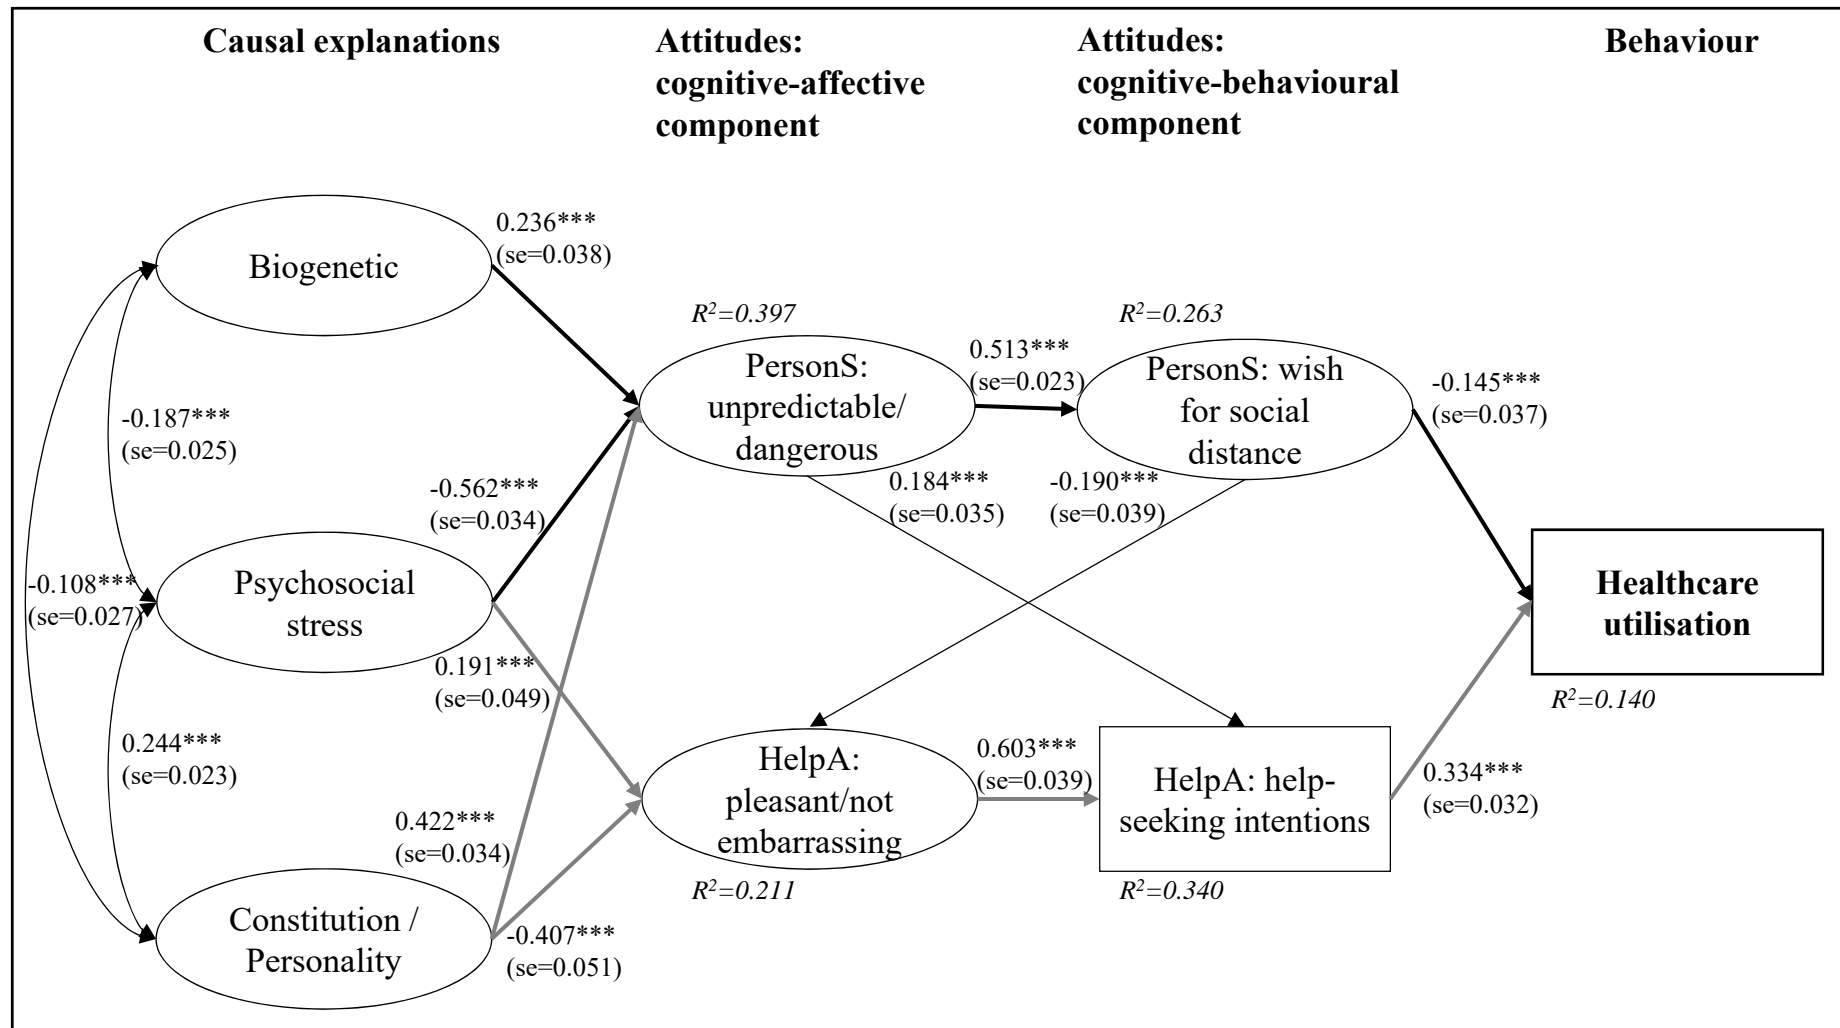 Causal explanations
Attitudes:
cognitive-affective
component
Attitudes:
cognitive-behavioural
component
Behaviour
Biogenetic
0.236***
(se=0.038)
R²=0.397
PersonS:
unpredictable/
dangerous
0.513***
(se=0.023)
R²=0.263
PersonS: wish
for social
distance
-0.145***
(se=0.037)
-0.187***
(se=0.025)
-0.562***
(se=0.034)
0.184***
(se=0.035)
-0.190***
(se=0.039)
-0.108***
(se=0.027)
Psychosocial
stress
Healthcare
utilisation
R²=0.140
0.191***
(se=0.049)
0.244***
(se=0.023)
HelpA:
pleasant/not
embarrassing
R²=0.211
0.603***
(se=0.039)
HelpA: help-
seeking intentions
R²=0.340
0.334***
(se=0.032)
0.422***
(se=0.034)
Constitution /
Personality
-0.407***
(se=0.051)